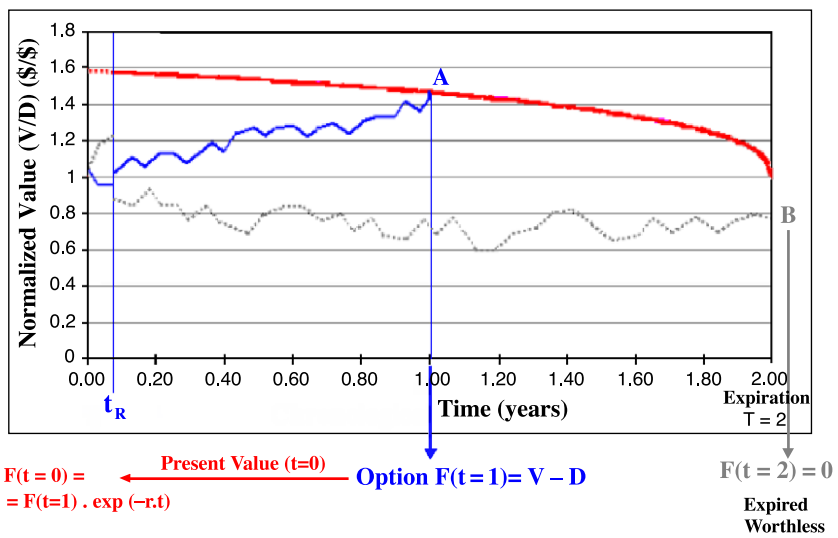 Normalized Value (V/D) ($/$)
1.8
1.6
1.4
1.2
1
0.8
0.6
0.4
0.2
0
A
B
0.00
0.20
0.40
0.60
0.80
1.00
1.20
1.40
1.60
1.80
2.00
tR
Time (years)
Expiration
T = 2
F(t = 0) =
= F(t=1) . exp (–r.t)
Present Value (t=0)
Option F(t = 1)= V – D
F(t = 2) = 0
Expired
Worthless